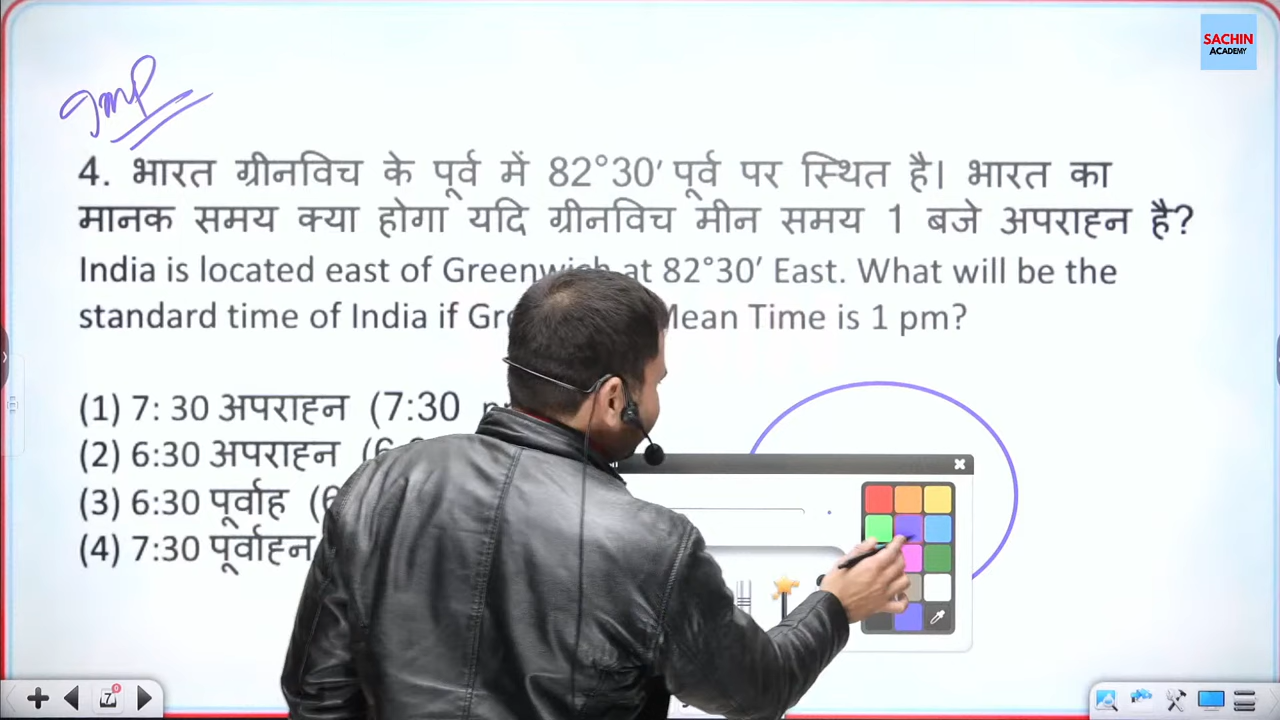 SACHIN
ACADEMY
Imp
4. भारत ग्रीनविच के पूर्व में 82°30′ पूर्व पर स्थित है। भारत का
मानक समय क्या होगा यदि ग्रीनविच मीन समय 1 बजे अपराह्न है?
India is located east of Greenwich at 82°30′ East. What will be the
standard time of India if Mean Time is 1 pm?
(1) 7: 30 अपराह्न (7:30
(2) 6:30 अपराह्न (6
(3) 6:30 पूर्वाह (6
(4) 7:30 पूर्वाह्न
7